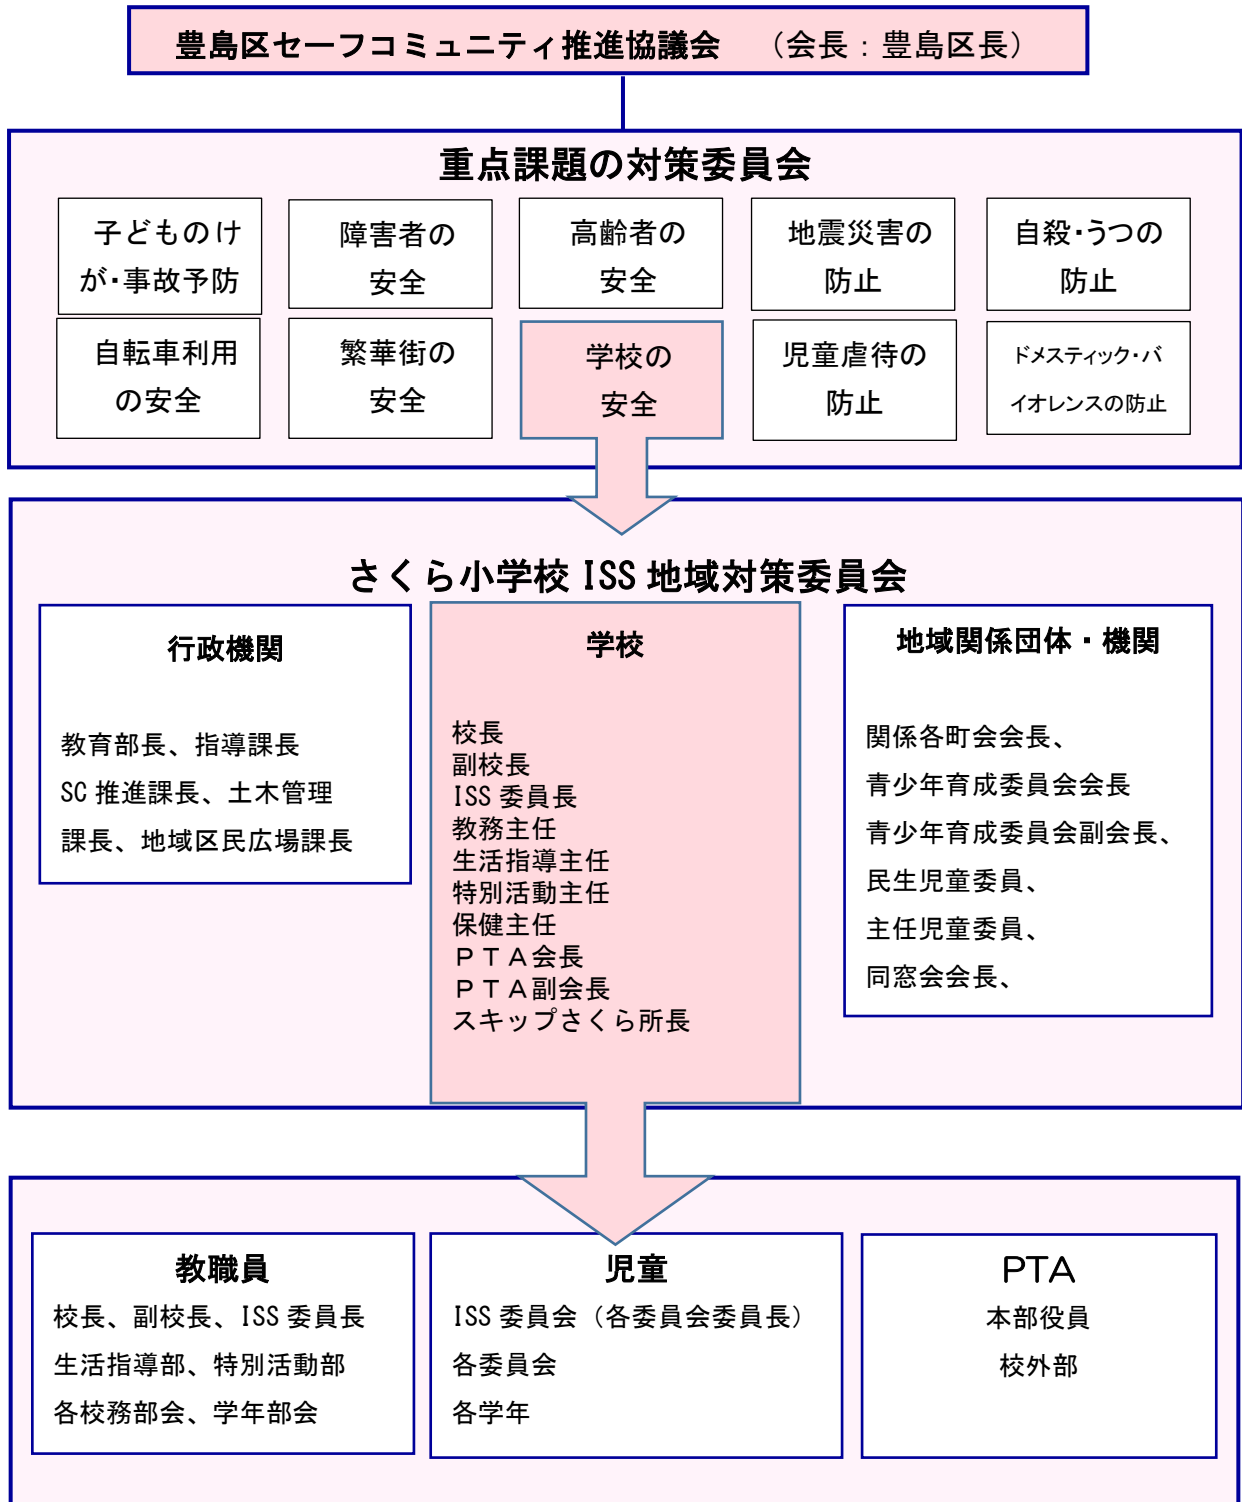 豊島区セーフコミュニティ推進協議会　（会長：豊島区長）
重点課題の対策委員会
子どものけ
が・事故予防
障害者の
安全
高齢者の
安全
地震災害の
防止
自殺・うつの
防止
自転車利用
の安全
繁華街の
安全
学校の
安全
児童虐待の
防止
ドメスティック・バ
イオレンスの防止
さくら小学校 ISS 地域対策委員会
行政機関
教育部長、指導課長
SC 推進課長、土木管理
課長、地域区民広場課長
学校
校長
副校長
ISS 委員長
教務主任
生活指導主任
特別活動主任
保健主任
ＰＴＡ会長
ＰＴＡ副会長
スキップさくら所長
地域関係団体・機関
関係各町会会長、
青少年育成委員会会長
青少年育成委員会副会長、
民生児童委員、
主任児童委員、
同窓会会長、
教職員
校長、副校長、ISS 委員長
生活指導部、特別活動部
各校務部会、学年部会
児童
ISS 委員会（各委員会委員長）
各委員会
各学年
PTA
本部役員
校外部